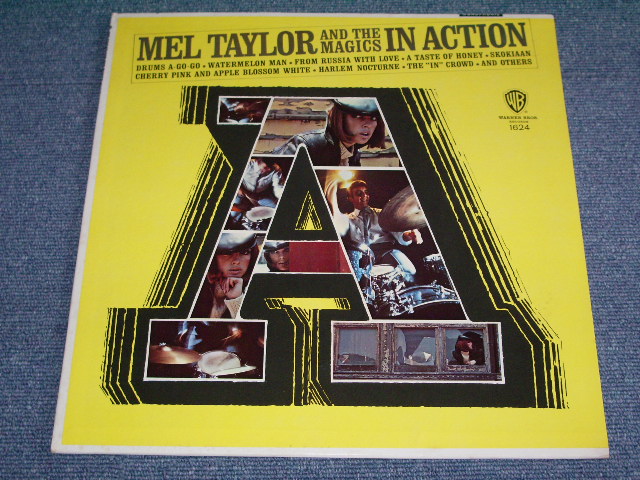 MEL TAYLOR AND THE MAGICS IN ACTION
DRUMS A-GO-GO • WATERMELON MAN • FROM RUSSIA WITH LOVE • A TASTE OF HONEY • SKOKIAAN
CHERRY PINK AND APPLE BLOSSOM WHITE • HARLEM NOCTURNE • THE "IN" CROWD • AND OTHERS
WB
WARNER BROS.
RECORDS
1624
A